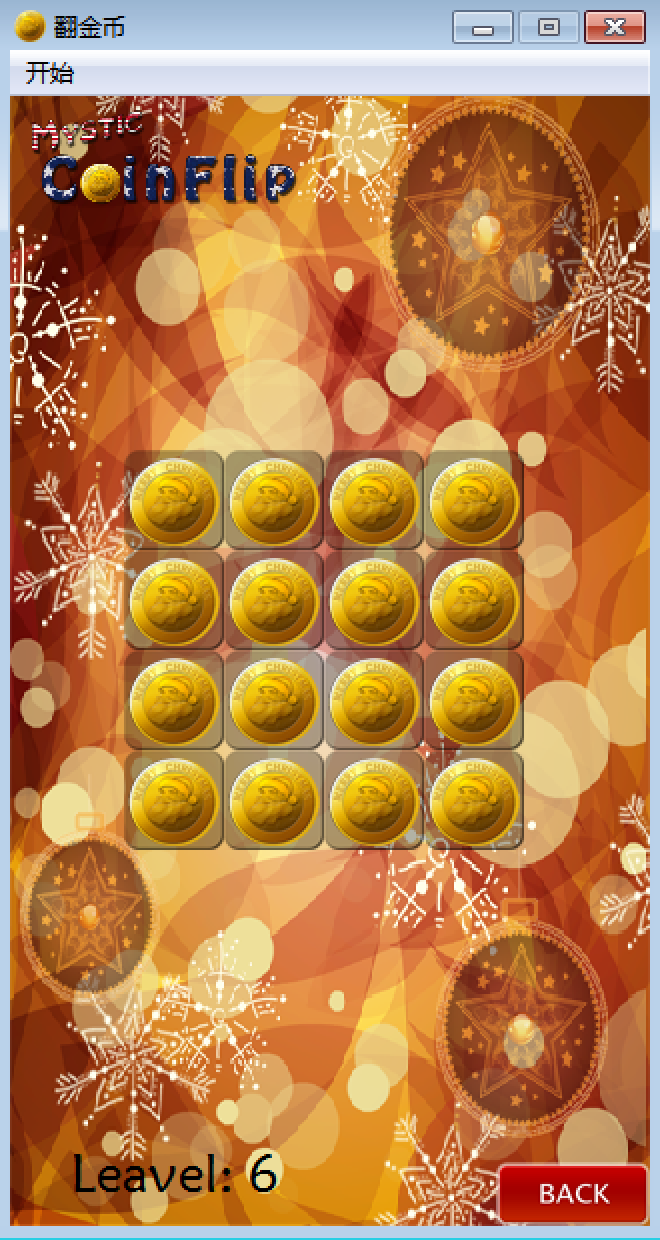 翻金币
开始
MYSTIC
CoinFlip
Leavel: 6
BACK